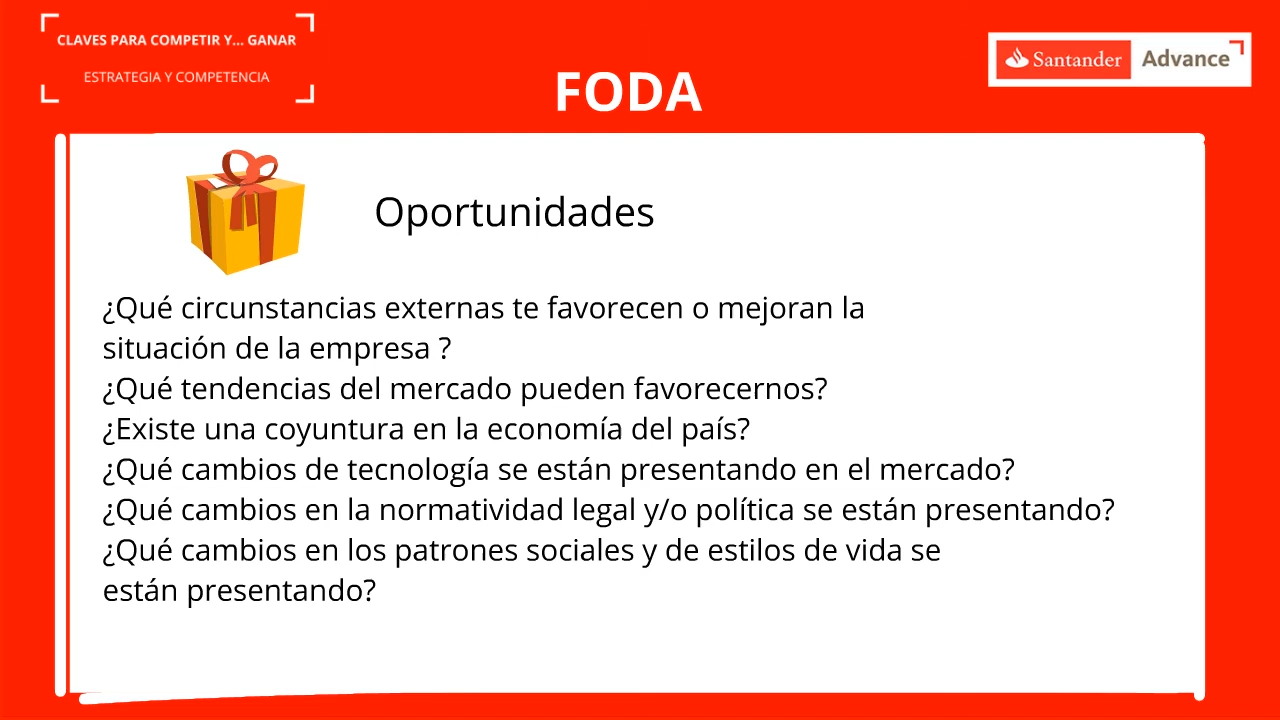 CLAVES PARA COMPETIR Y... GANAR
ESTRATEGIA Y COMPETENCIA
Santander Advance
FODA
Oportunidades
¿Qué circunstancias externas te favorecen o mejoran la
situación de la empresa ?
¿Qué tendencias del mercado pueden favorecernos?
¿Existe una coyuntura en la economía del país?
¿Qué cambios de tecnología se están presentando en el mercado?
¿Qué cambios en la normatividad legal y/o política se están presentando?
¿Qué cambios en los patrones sociales y de estilos de vida se
están presentando?